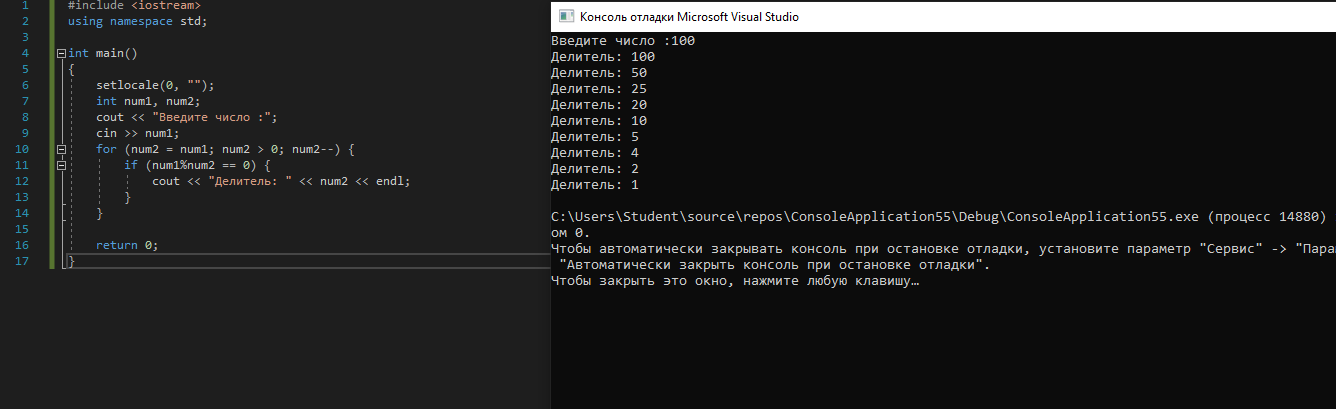 1 #include <iostream>
2 using namespace std;
3
4 int main()
5 {
6 setlocale(0, "");
7 int num1, num2;
8 cout << "Введите число :";
9 cin >> num1;
10 for (num2 = num1; num2 > 0; num2--) {
11 if (num1%num2 == 0) {
12 cout << "Делитель: " << num2 << endl;
13 }
14 }
15
16 return 0;
17 }
Консоль отладки Microsoft Visual Studio
Введите число :100
Делитель: 100
Делитель: 50
Делитель: 25
Делитель: 20
Делитель: 10
Делитель: 5
Делитель: 4
Делитель: 2
Делитель: 1
C:\Users\Student\source\repos\ConsoleApplication55\Debug\ConsoleApplication55.exe (процесс 14880)
ом 0.
Чтобы автоматически закрывать консоль при остановке отладки, установите параметр "Сервис" -> "Пара
"Автоматически закрыть консоль при остановке отладки".
Чтобы закрыть это окно, нажмите любую клавишу…